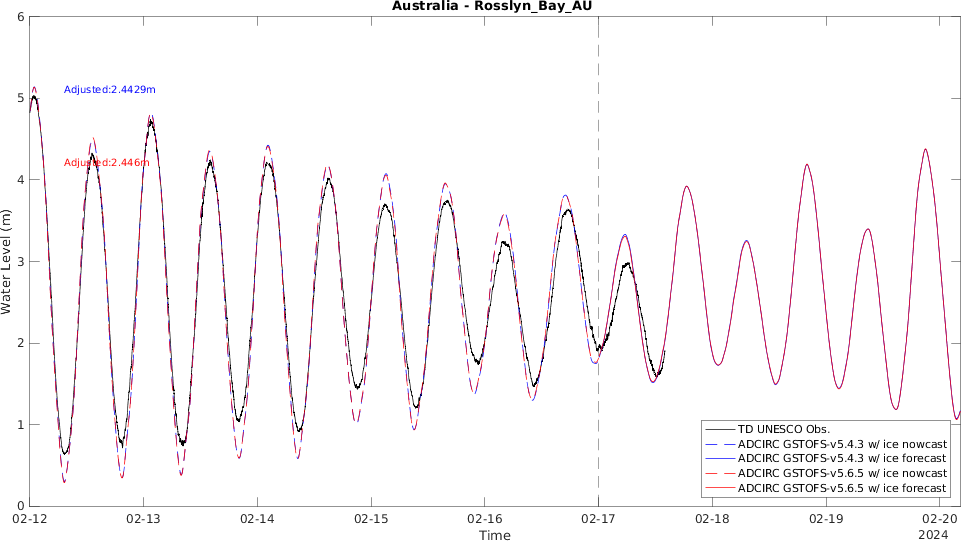 Australia - Rosslyn_Bay_AU
6
Adjusted:2.4429m
5
Adjusted:2.446m
4
Water Level (m)
3
2
1
TD UNESCO Obs.
ADCIRC GSTOFS-v5.4.3 w/ ice nowcast
ADCIRC GSTOFS-v5.4.3 w/ ice forecast
ADCIRC GSTOFS-v5.6.5 w/ ice nowcast
ADCIRC GSTOFS-v5.6.5 w/ ice forecast
0
02-12 02-13 02-14 02-15 02-16 02-17 02-18 02-19 02-20
Time
2024